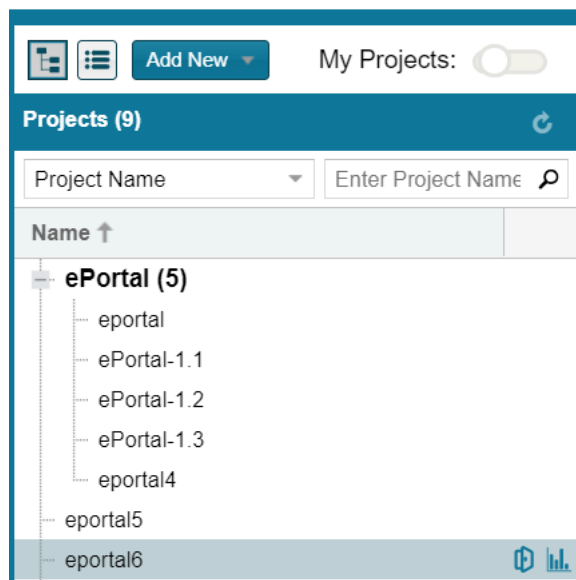 Add New
My Projects:
Projects (9)
Project Name
Enter Project Name
Name
ePortal (5)
eportal
ePortal-1.1
ePortal-1.2
ePortal-1.3
eportal4
eportal5
eportal6